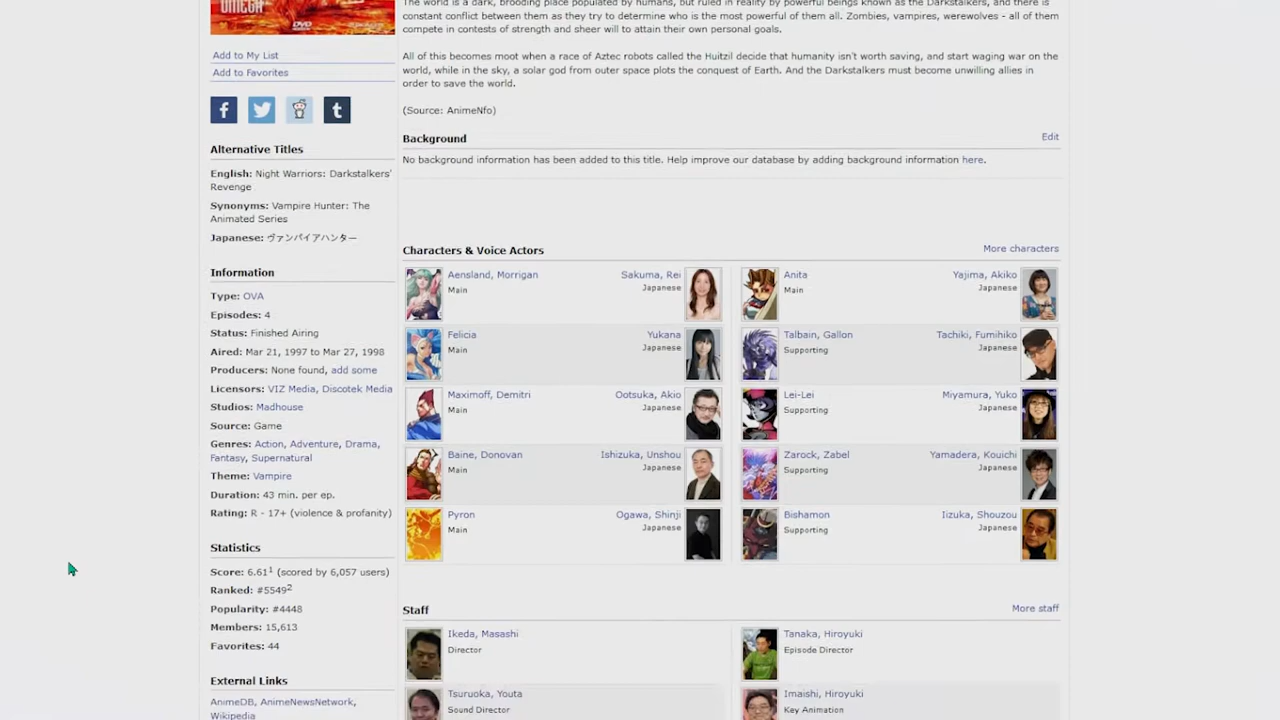 OMEGA
DVD
The world is a dark, brooding place populated by humans, but ruled in reality by powerful beings known as the Darkstalkers, and there is
constant conflict between them as they try to determine who is the most powerful of them all. Zombies, vampires, werewolves - all of them
compete in contests of strength and sheer will to attain their own personal goals.
All of this becomes moot when a race of Aztec robots called the Huitzil decide that humanity isn't worth saving, and start waging war on the
world, while in the sky, a solar god from outer space plots the conquest of Earth. And the Darkstalkers must become unwilling allies in
order to save the world.
(Source: AnimeNfo)
Add to My List
Add to Favorites
f
t
Alternative Titles
English: Night Warriors: Darkstalkers'
Revenge
Synonyms: Vampire Hunter: The
Animated Series
Japanese: ヴァンパイアハンター
Information
Type: OVA
Episodes: 4
Status: Finished Airing
Aired: Mar 21, 1997 to Mar 27, 1998
Producers: None found, add some
Licensors: VIZ Media, Discotek Media
Studios: Madhouse
Source: Game
Genres: Action, Adventure, Drama,
Fantasy, Supernatural
Theme: Vampire
Duration: 43 min. per ep.
Rating: R - 17+ (violence & profanity)
Statistics
Score: 6.61¹ (scored by 6,057 users)
Ranked: #5549²
Popularity: #4448
Members: 15,613
Favorites: 44
External Links
AnimeDB, AnimeNewsNetwork,
Wikipedia
Background
Edit
No background information has been added to this title. Help improve our database by adding background information here.
Characters & Voice Actors
More characters
Aensland, Morrigan
Main
Sakuma, Rei
Japanese
Anita
Main
Yajima, Akiko
Japanese
Felicia
Main
Yukana
Japanese
Talbain, Gallon
Supporting
Tachiki, Fumihiko
Japanese
Maximoff, Demitri
Main
Ootsuka, Akio
Japanese
Lei-Lei
Supporting
Miyamura, Yuko
Japanese
Baine, Donovan
Main
Ishizuka, Unshou
Japanese
Zarock, Zabel
Supporting
Yamadera, Kouichi
Japanese
Pyron
Main
Ogawa, Shinji
Japanese
Bishamon
Supporting
Iizuka, Shouzou
Japanese
Staff
More staff
Ikeda, Masashi
Director
Tanaka, Hiroyuki
Episode Director
Tsuruoka, Youta
Sound Director
Imaishi, Hiroyuki
Key Animation